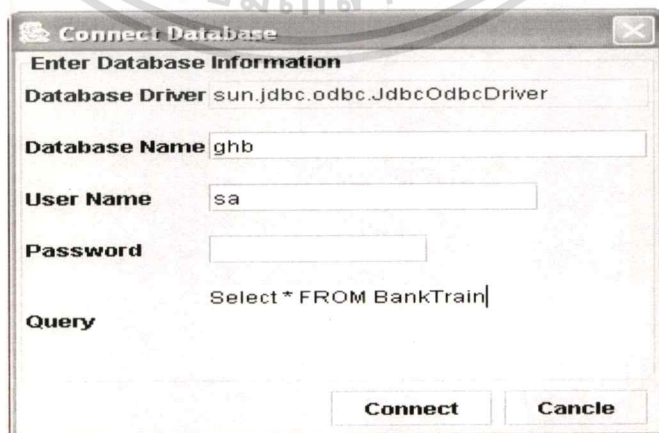 Connect Database
Enter Database Information
Database Driver sun.jdbc.odbc.JdbcOdbcDriver
Database Name ghb
User Name sa
Password
Select * FROM BankTrain
Query
Connect Cancle